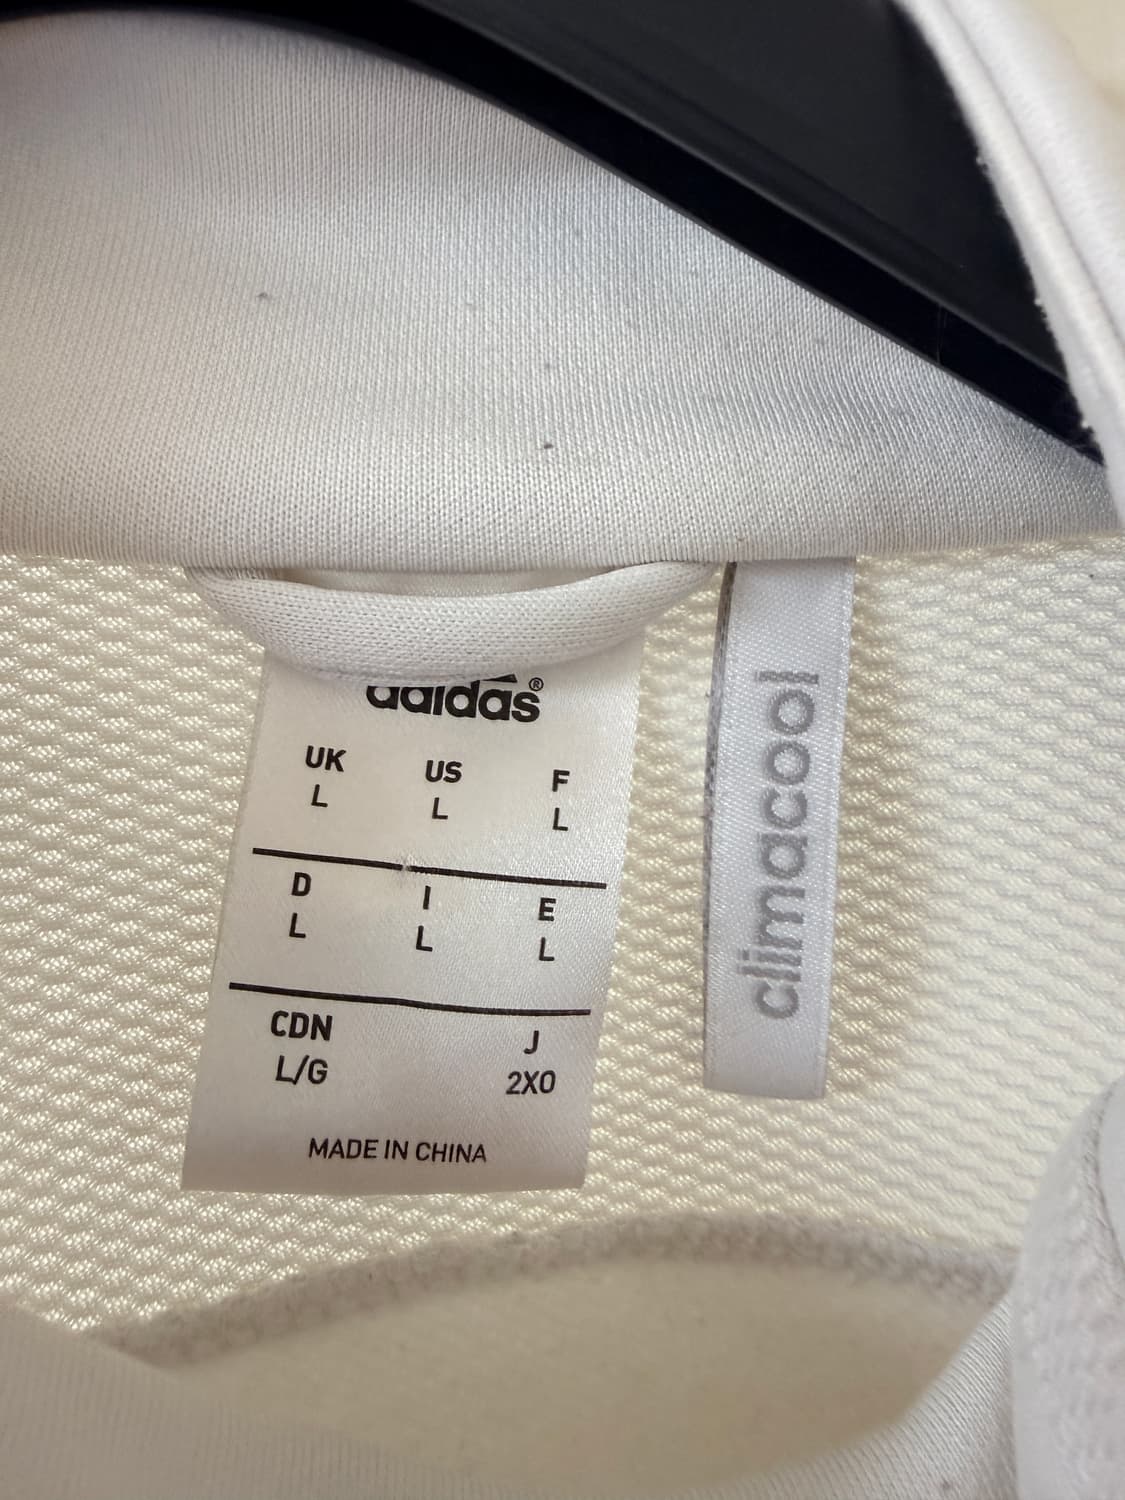 adidas®
UK US F
L L L
D I E
L L L
CDN J
L/G 2XO
MADE IN CHINA
climacool